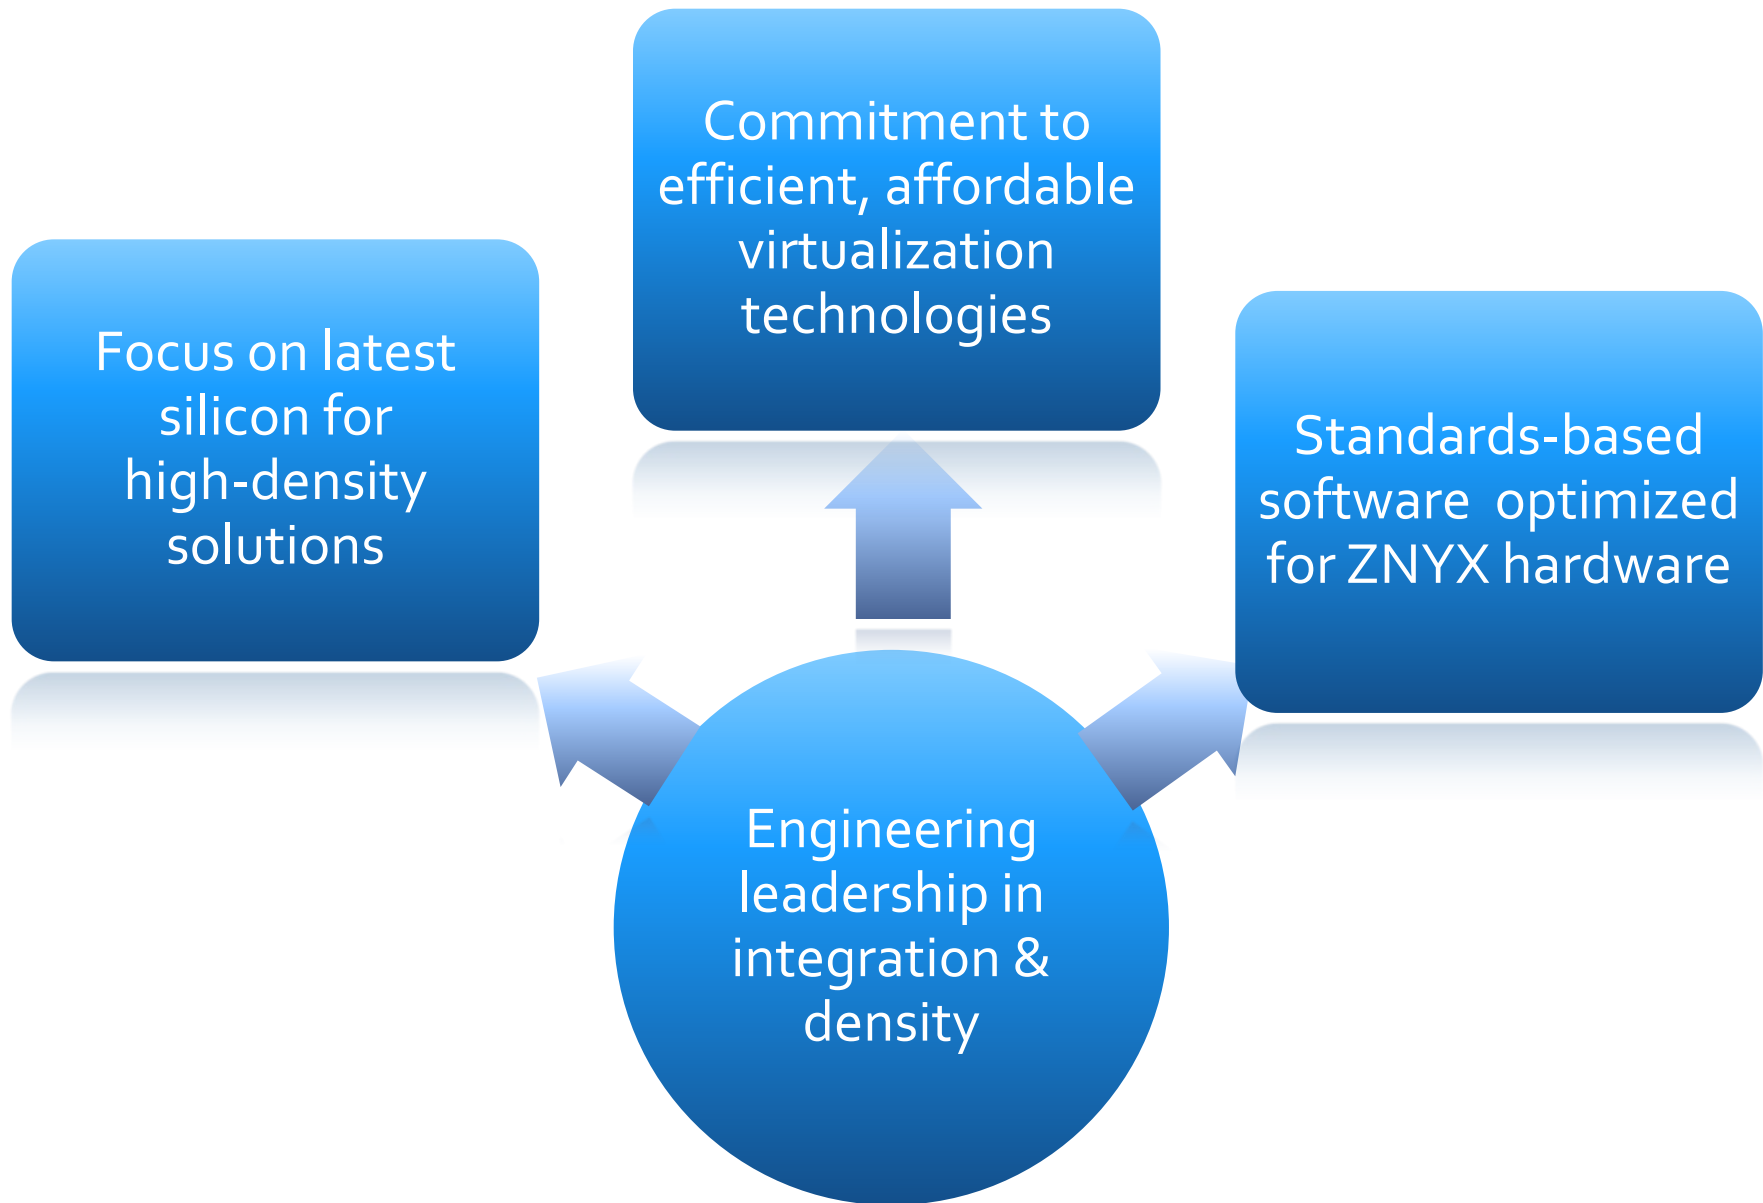 Commitment to
efficient, affordable
virtualization
technologies
Focus on latest
silicon for
high-density
solutions
Standards-based
software  optimized
for ZNYX hardware
Engineering
leadership in
integration &
density